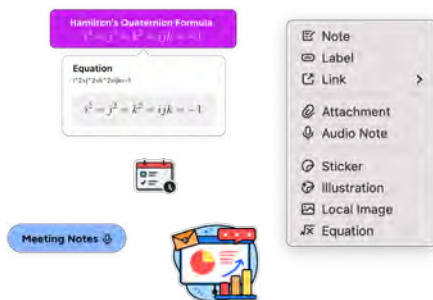 Hamilton's Quaternion Formula
i² = j² = k² = ijk = −1
Equation
i^2=j^2=k^2=ijk=-1
i² = j² = k² = ijk = −1
Meeting Notes
Note
Label
Link
Attachment
Audio Note
Sticker
Illustration
Local Image
Equation